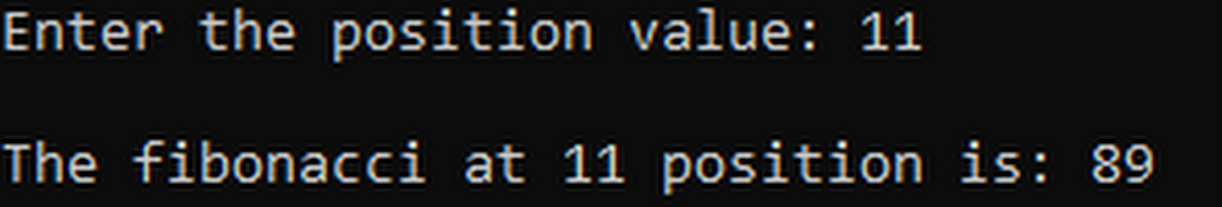 Enter the position value: 11
The fibonacci at 11 position is: 89